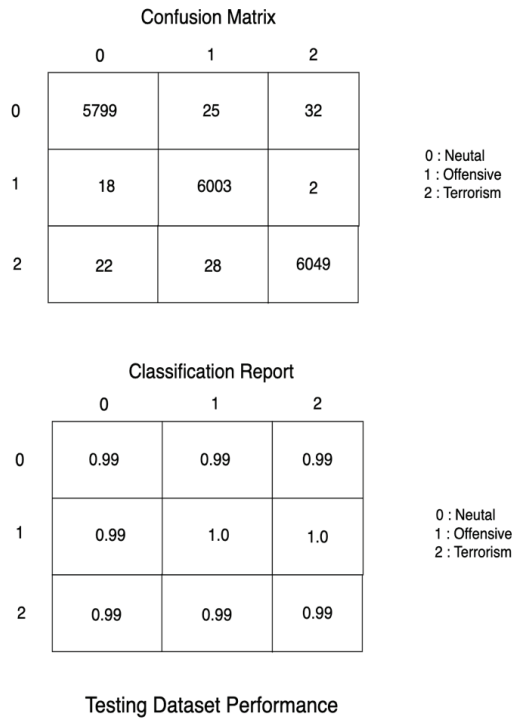 Confusion Matrix
0 1 2
0 5799 25 32
1 18 6003 2
2 22 28 6049
0 : Neutal
1 : Offensive
2 : Terrorism
Classification Report
0 1 2
0 0.99 0.99 0.99
1 0.99 1.0 1.0
2 0.99 0.99 0.99
0 : Neutal
1 : Offensive
2 : Terrorism
Testing Dataset Performance